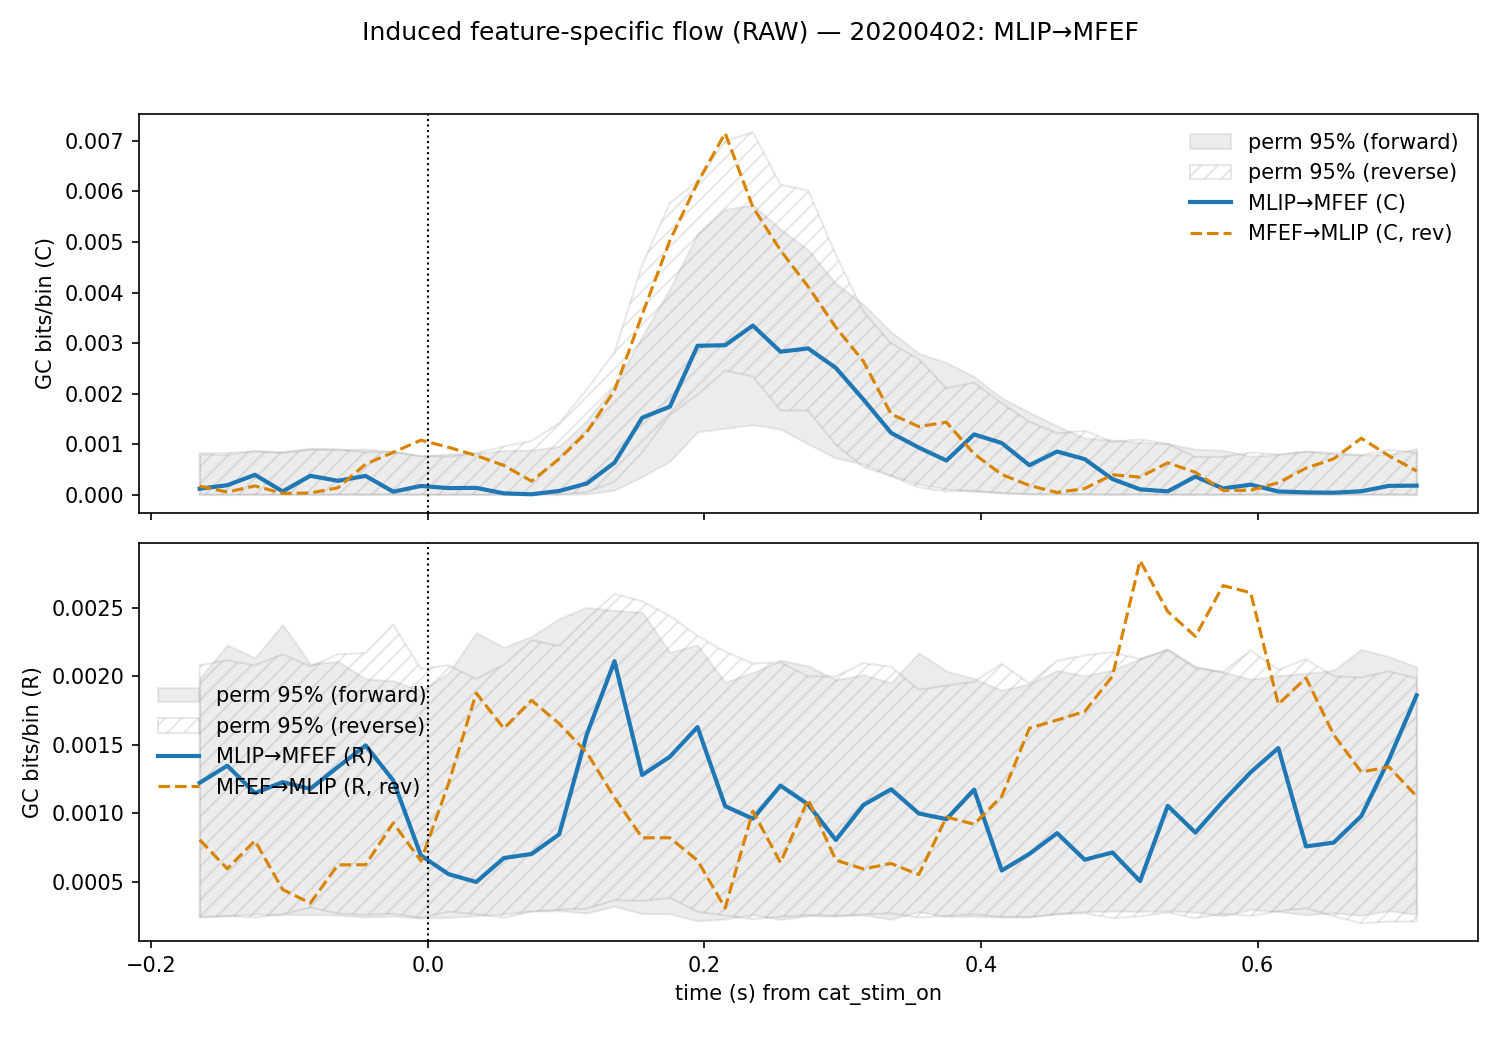 Induced feature-specific flow (RAW) — 20200402: MLIP→MFEF
GC bits/bin (C)
0.007
0.006
0.005
0.004
0.003
0.002
0.001
0.000
perm 95% (forward)
perm 95% (reverse)
MLIP→MFEF (C)
MFEF→MLIP (C, rev)
GC bits/bin (R)
0.0025
0.0020
0.0015
0.0010
0.0005
perm 95% (forward)
perm 95% (reverse)
MLIP→MFEF (R)
MFEF→MLIP (R, rev)
−0.2 0.0 0.2 0.4 0.6
time (s) from cat_stim_on